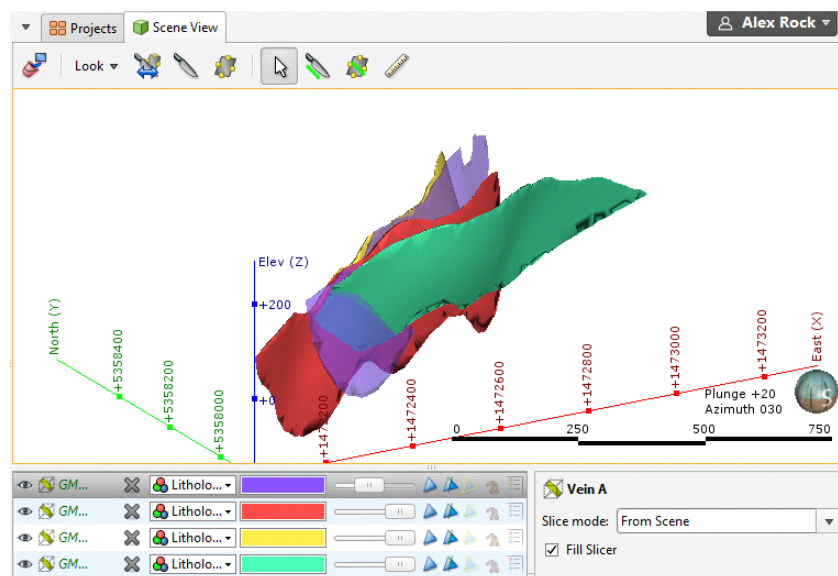 Projects
Scene View
Alex Rock
Look
Elev (Z)
+200
+0
North (Y)
+5358400
+5358200
+5358000
+1472400
+1472600
+1472800
+1473000
+1473200
East (X)
Plunge +20
Azimuth 030
0
250
500
750
GM...
Litholo...
GM...
Litholo...
GM...
Litholo...
GM...
Litholo...
Vein A
Slice mode: From Scene
Fill Slicer